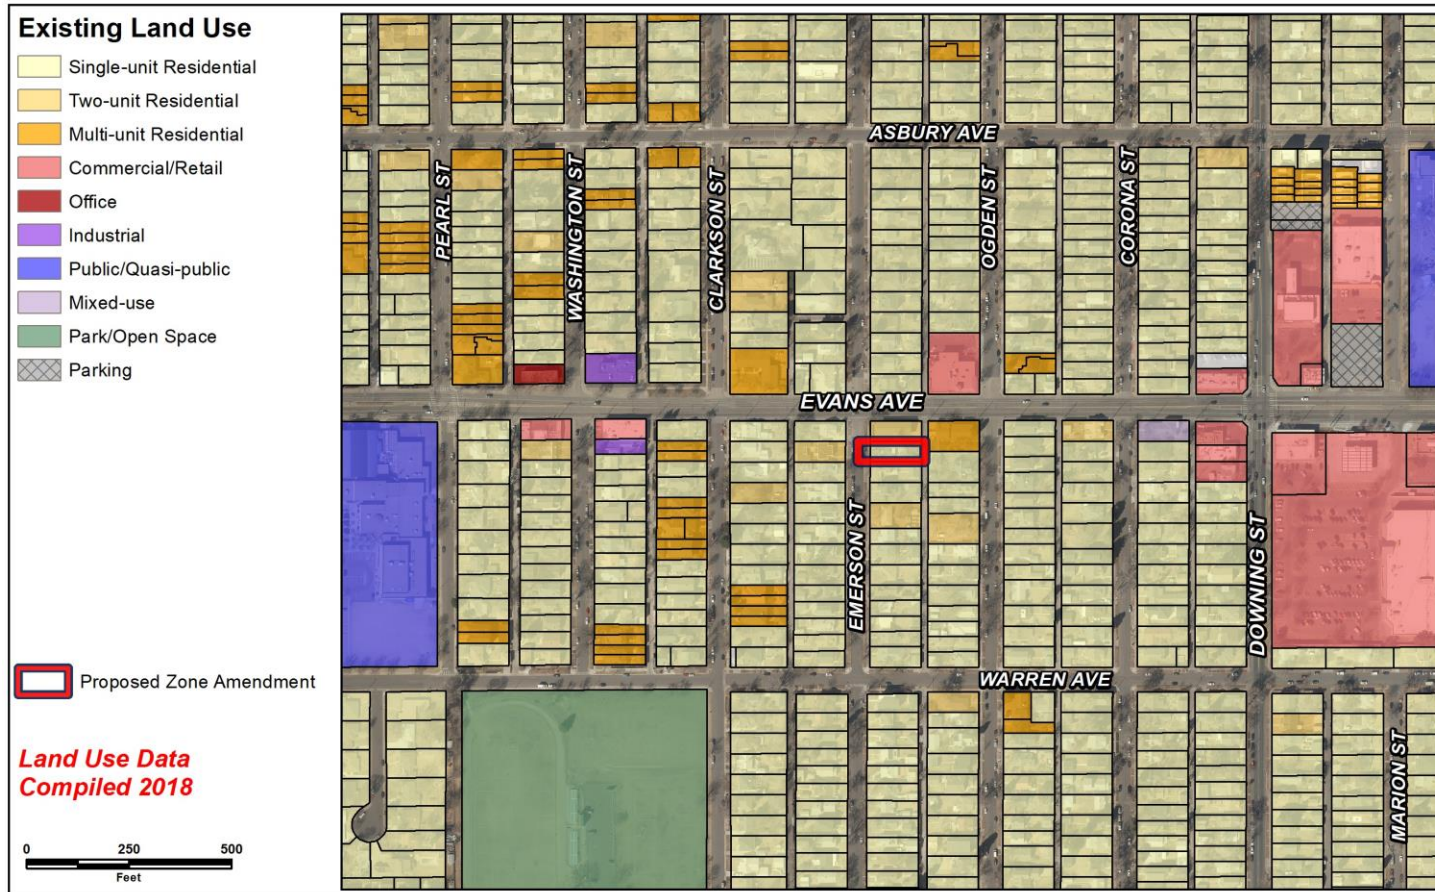 Existing Land Use
Single-unit Residential
Two-unit Residential
Multi-unit Residential
Commercial/Retail
Office
Industrial
Public/Quasi-public
Mixed-use
Park/Open Space
Parking
Proposed Zone Amendment
Land Use Data
Compiled 2018
0 250 500
Feet
ASBURY AVE
PEARL ST
WASHINGTON ST
CLARKSON ST
OGDEN ST
CORONA ST
EVANS AVE
EMERSON ST
DOWNING ST
WARREN AVE
MARION ST